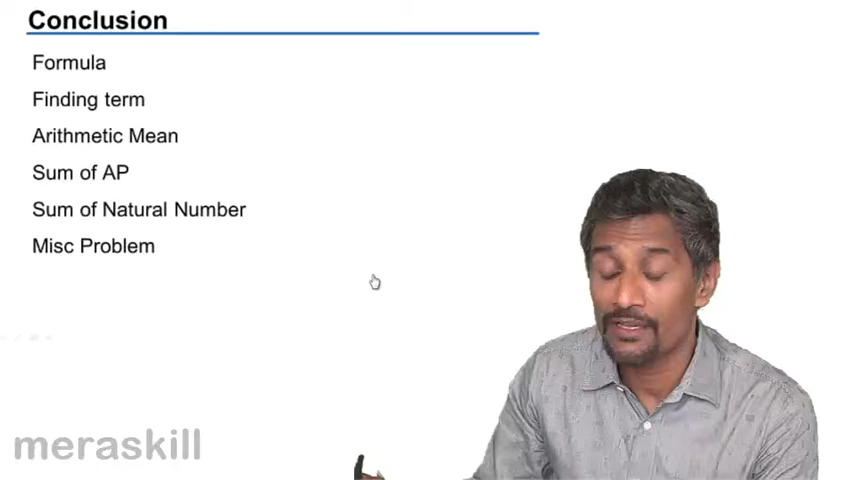 Conclusion
Formula
Finding term
Arithmetic Mean
Sum of AP
Sum of Natural Number
Misc Problem
meraskill